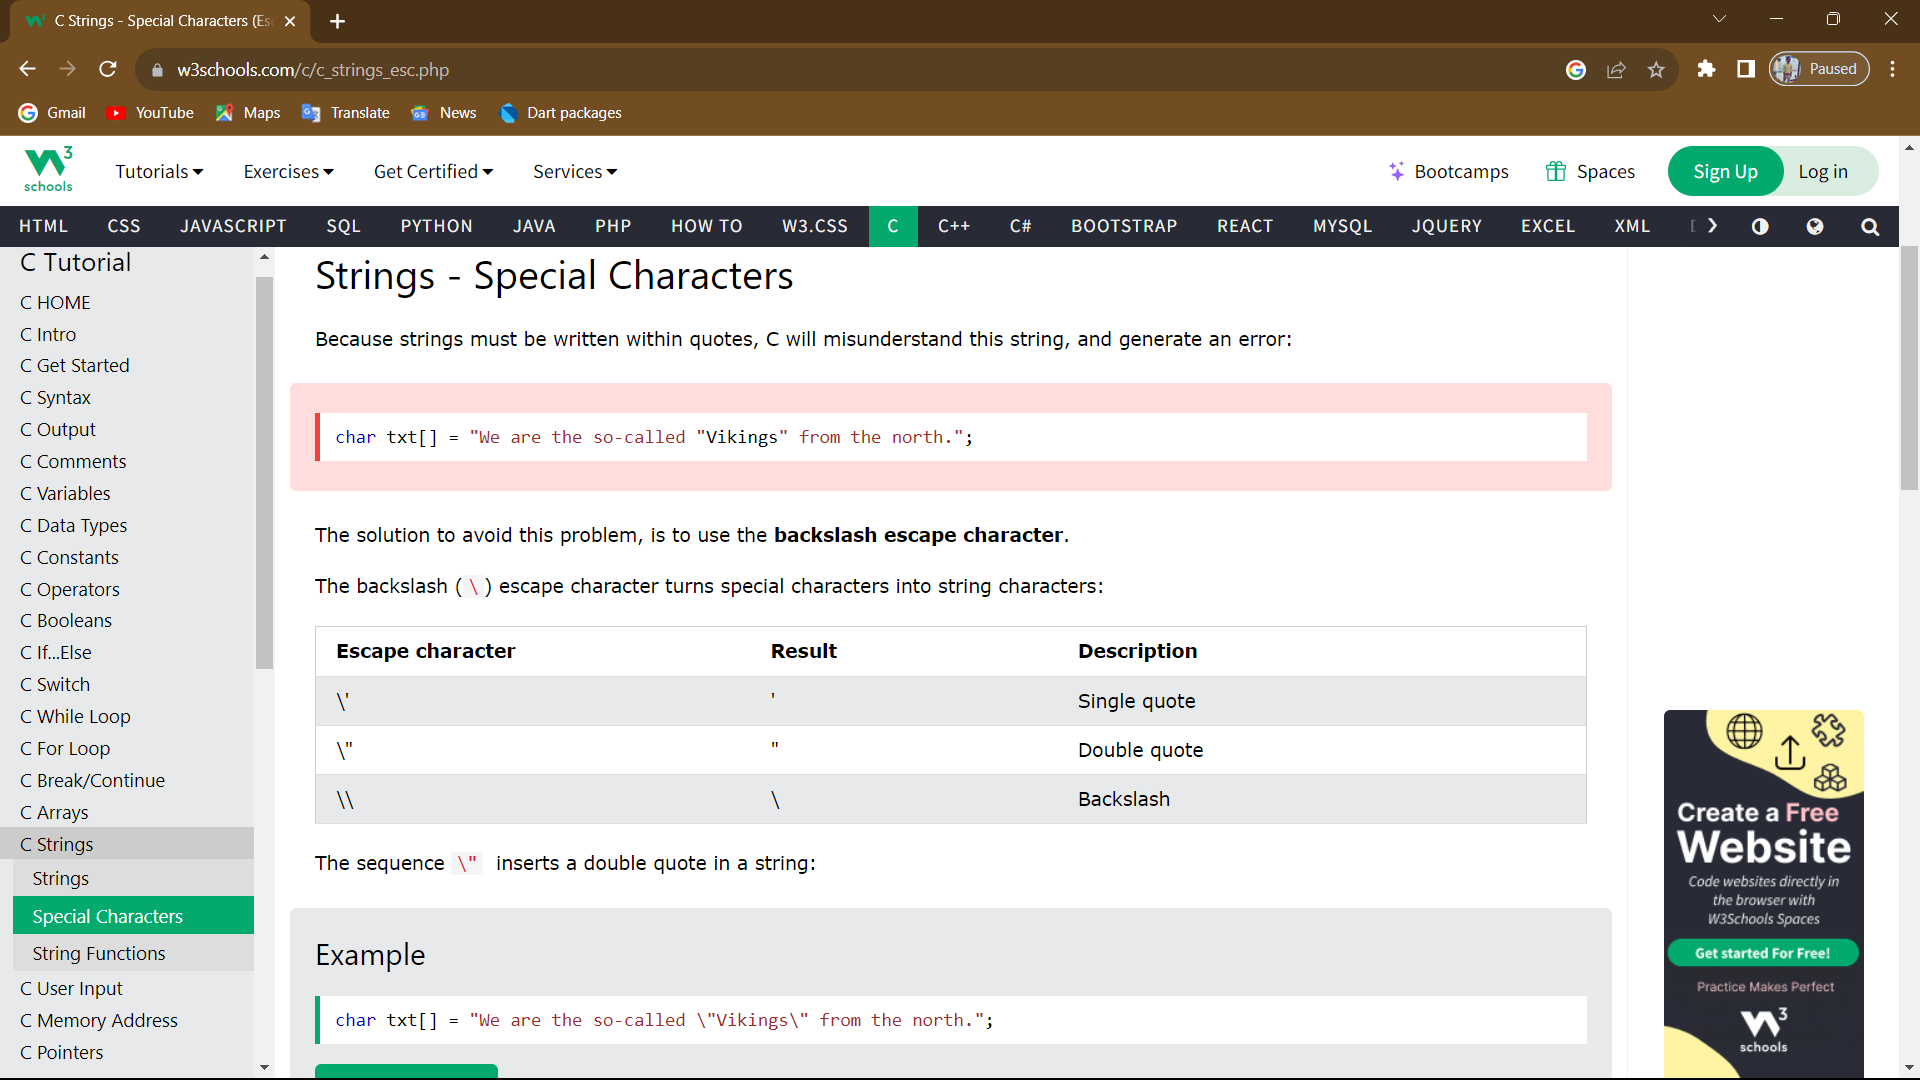 C Strings - Special Characters (Es
w3schools.com/c/c_strings_esc.php
Paused
Gmail YouTube Maps Translate News Dart packages
W3 schools
Tutorials Exercises Get Certified Services Bootcamps Spaces Sign Up Log in
HTML CSS JAVASCRIPT SQL PYTHON JAVA PHP HOW TO W3.CSS C C++ C# BOOTSTRAP REACT MYSQL JQUERY EXCEL XML
C Tutorial
C HOME
C Intro
C Get Started
C Syntax
C Output
C Comments
C Variables
C Data Types
C Constants
C Operators
C Booleans
C If...Else
C Switch
C While Loop
C For Loop
C Break/Continue
C Arrays
C Strings
Strings
Special Characters
String Functions
C User Input
C Memory Address
C Pointers
Strings - Special Characters
Because strings must be written within quotes, C will misunderstand this string, and generate an error:
char txt[] = "We are the so-called "Vikings" from the north.";
The solution to avoid this problem, is to use the backslash escape character.
The backslash (\) escape character turns special characters into string characters:
Escape character Result Description
\' ' Single quote
\" " Double quote
\\ \ Backslash
The sequence \" inserts a double quote in a string:
Example
char txt[] = "We are the so-called \"Vikings\" from the north.";
Create a Free
Website
Code websites directly in
the browser with
W3Schools Spaces
Get started For Free!
Practice Makes Perfect
W3
schools